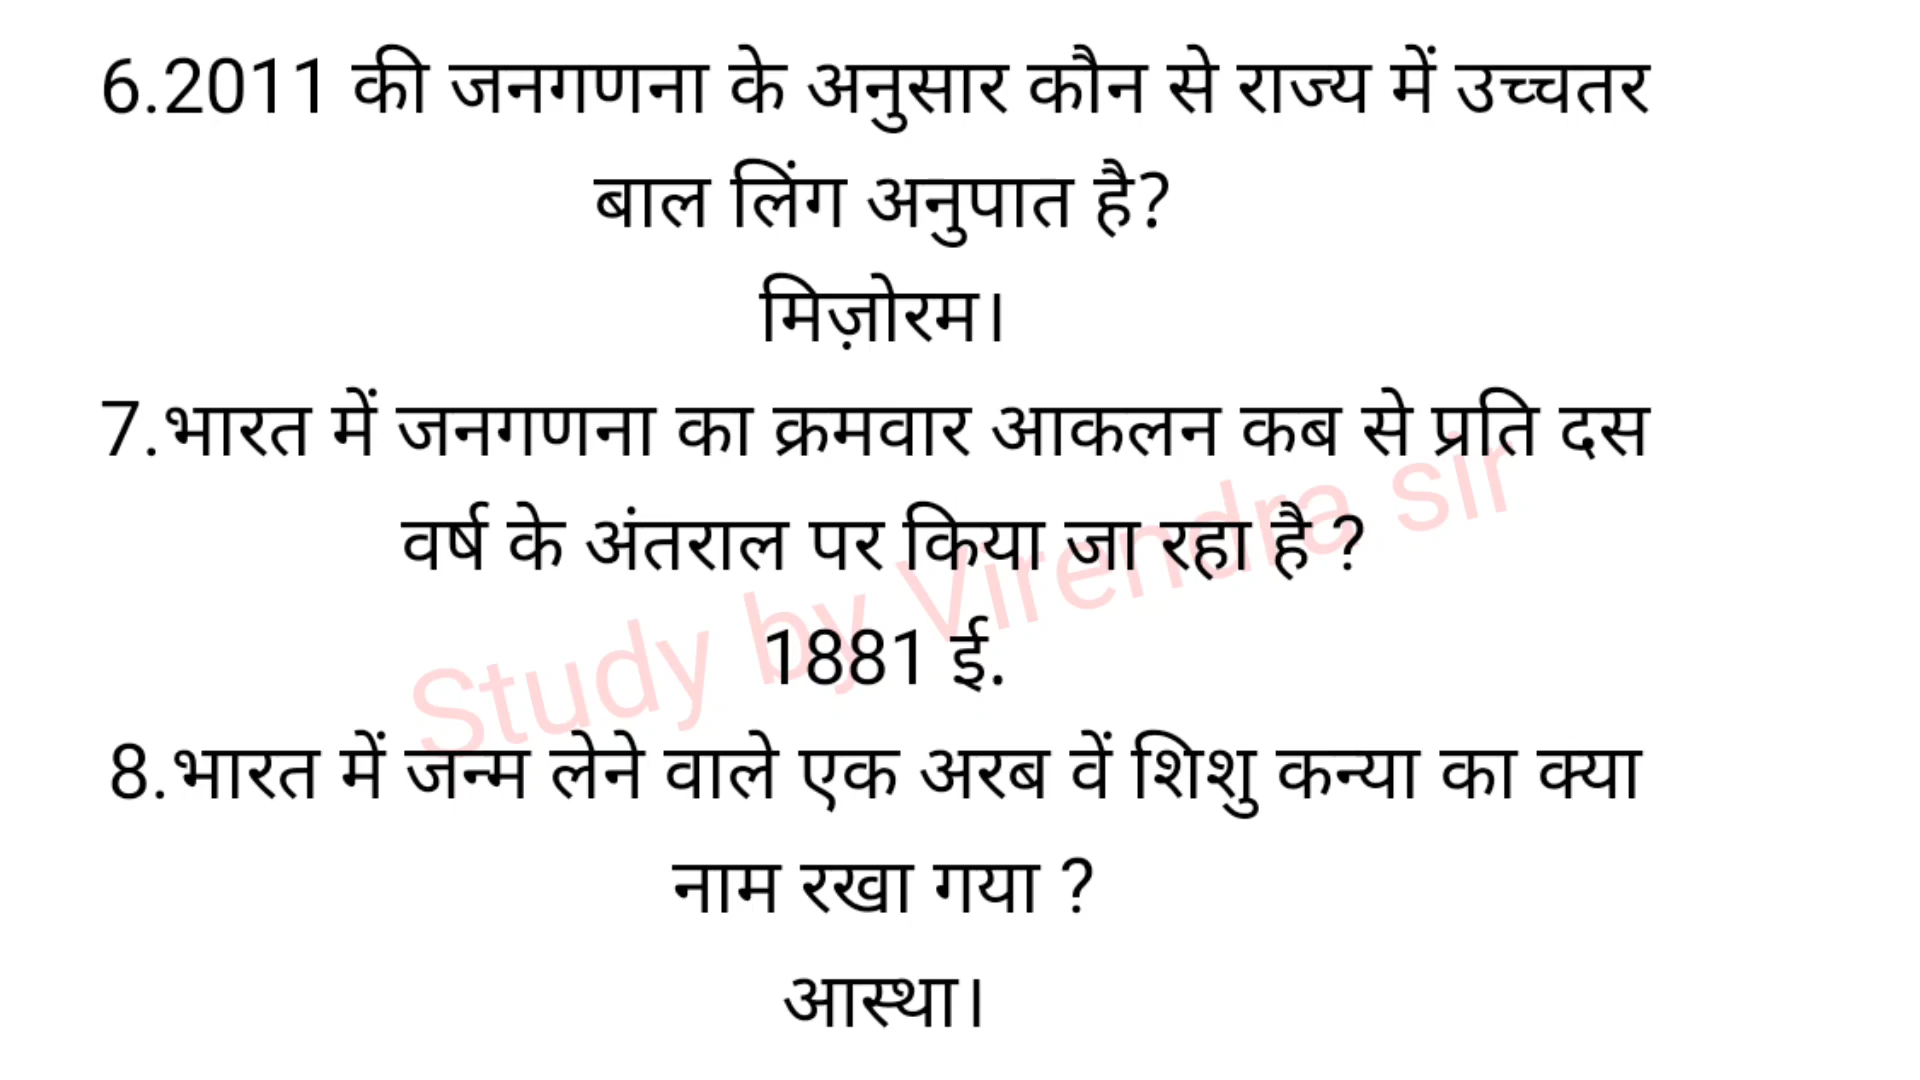 6.2011 की जनगणना के अनुसार कौन से राज्य में उच्चतर
बाल लिंग अनुपात है?
मिज़ोरम।
7.भारत में जनगणना का क्रमवार आकलन कब से प्रति दस
वर्ष के अंतराल पर किया जा रहा है ?
1881 ई.
8.भारत में जन्म लेने वाले एक अरब वें शिशु कन्या का क्या
नाम रखा गया ?
आस्था।
Study by Virendra sir